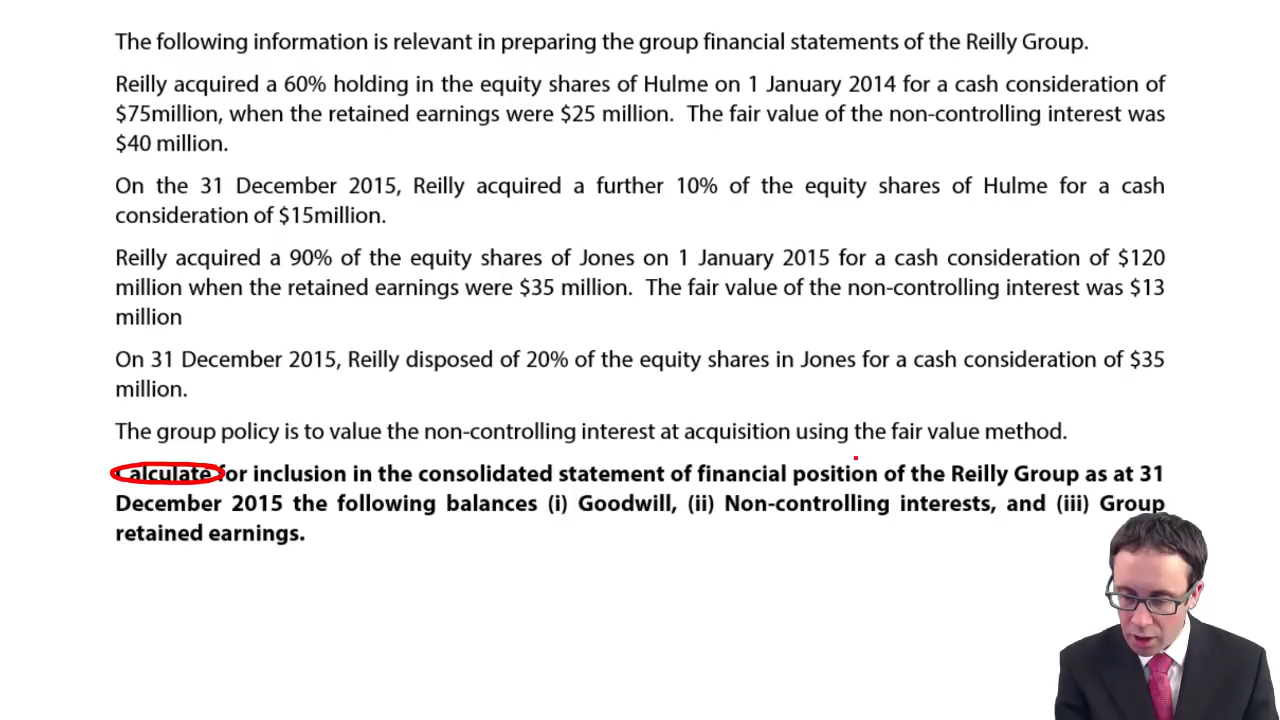 The following information is relevant in preparing the group financial statements of the Reilly Group.
Reilly acquired a 60% holding in the equity shares of Hulme on 1 January 2014 for a cash consideration of
$75million, when the retained earnings were $25 million. The fair value of the non-controlling interest was
$40 million.
On the 31 December 2015, Reilly acquired a further 10% of the equity shares of Hulme for a cash
consideration of $15million.
Reilly acquired a 90% of the equity shares of Jones on 1 January 2015 for a cash consideration of $120
million when the retained earnings were $35 million. The fair value of the non-controlling interest was $13
million
On 31 December 2015, Reilly disposed of 20% of the equity shares in Jones for a cash consideration of $35
million.
The group policy is to value the non-controlling interest at acquisition using the fair value method.
Calculate for inclusion in the consolidated statement of financial position of the Reilly Group as at 31
December 2015 the following balances (i) Goodwill, (ii) Non-controlling interests, and (iii) Group
retained earnings.